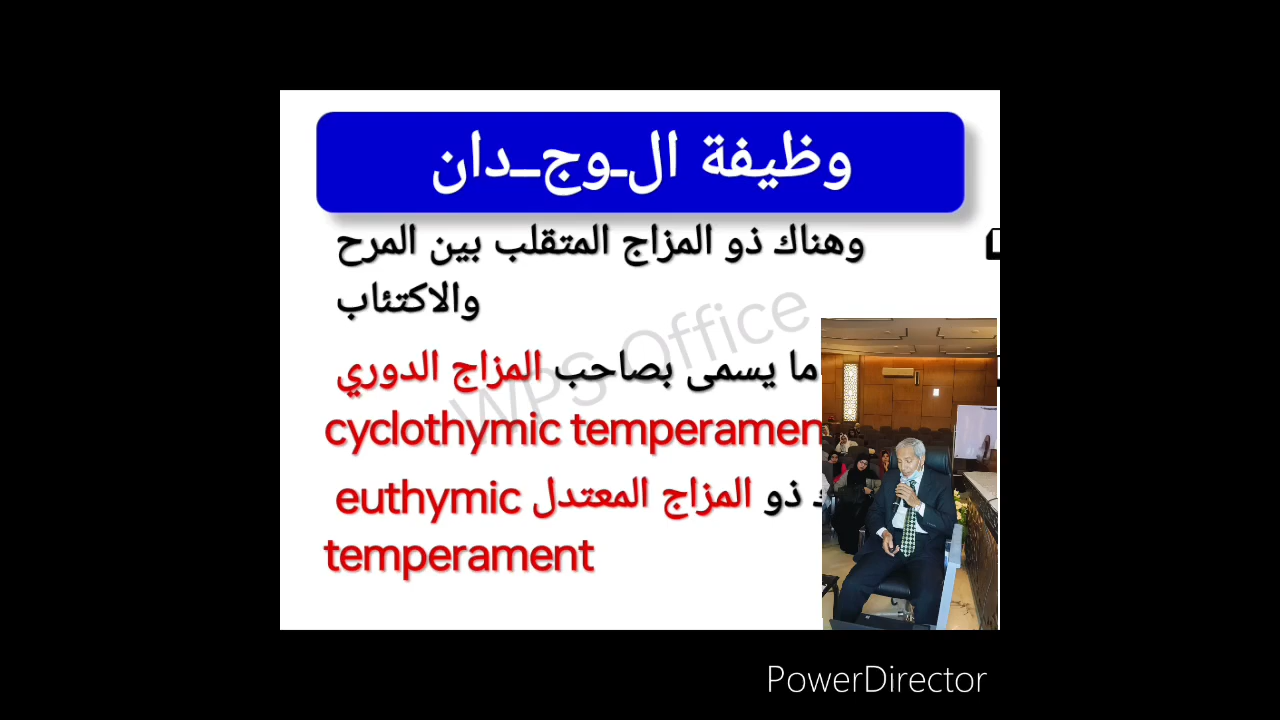 وظيفة الـوجـدان
وهناك ذو المزاج المتقلب بين المرح
والاكتئاب
ما يسمى بصاحب المزاج الدوري
cyclothymic temperamen
ذو المزاج المعتدل euthymic
temperament
WPS Office
PowerDirector